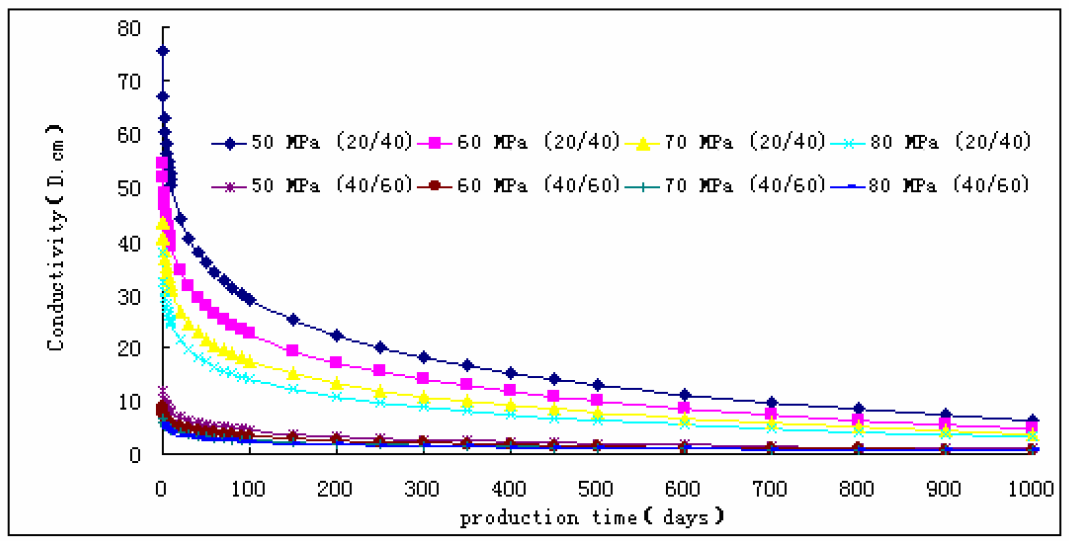 80
70
60
50
40
30
20
10
0
Conductivity(D.cm)
50 MPa (20/40) 60 MPa (20/40) 70 MPa (20/40) 80 MPa (20/40)
50 MPa (40/60) 60 MPa (40/60) 70 MPa (40/60) 80 MPa (40/60)
0 100 200 300 400 500 600 700 800 900 1000
production time(days)